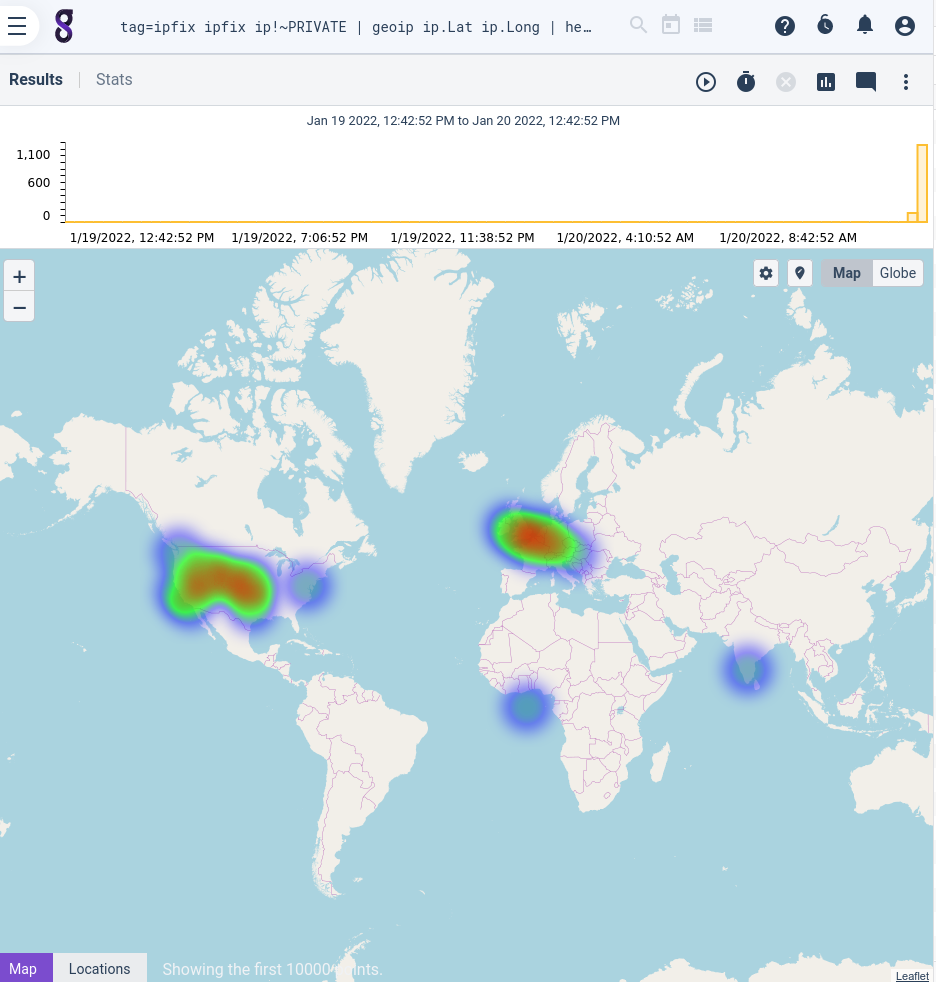 tag=ipfix ipfix ip!~PRIVATE | geoip ip.Lat ip.Long | he…
Results
Stats
Jan 19 2022, 12:42:52 PM to Jan 20 2022, 12:42:52 PM
1,100
600
0
1/19/2022, 12:42:52 PM 1/19/2022, 7:06:52 PM 1/19/2022, 11:38:52 PM 1/20/2022, 4:10:52 AM 1/20/2022, 8:42:52 AM
+
−
Map Globe
Map Locations Showing the first 10000
Leaflet